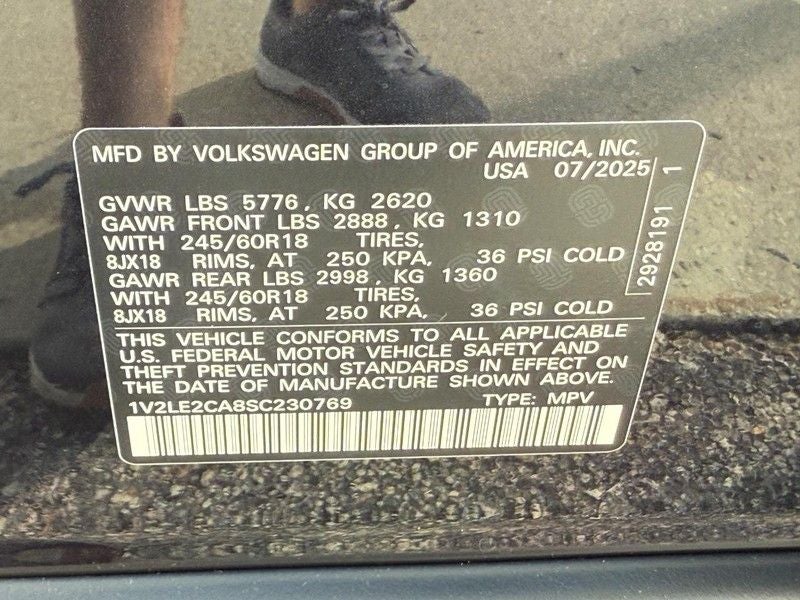 MFD BY VOLKSWAGEN GROUP OF AMERICA, INC.
USA 07/2025
GVWR LBS 5776, KG 2620
GAWR FRONT LBS 2888, KG 1310
WITH 245/60R18 TIRES,
8JX18 RIMS, AT 250 KPA, 36 PSI COLD
GAWR REAR LBS 2998, KG 1360
WITH 245/60R18 TIRES,
8JX18 RIMS, AT 250 KPA, 36 PSI COLD
THIS VEHICLE CONFORMS TO ALL APPLICABLE
U.S. FEDERAL MOTOR VEHICLE SAFETY AND
THEFT PREVENTION STANDARDS IN EFFECT ON
THE DATE OF MANUFACTURE SHOWN ABOVE.
1V2LE2CA8SC230769 TYPE: MPV
2928191 1